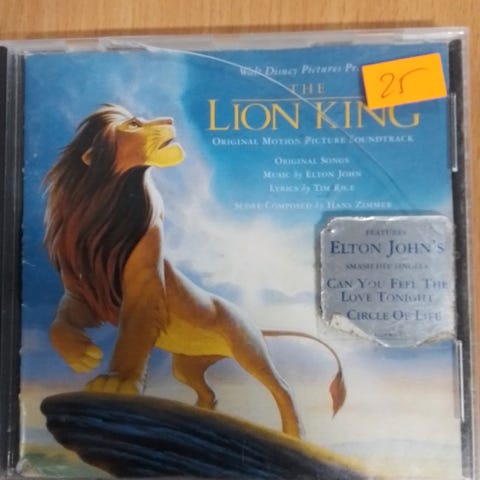 Walt Disney Pictures
25
THE
LION KING
ORIGINAL MOTION PICTURE SOUNDTRACK
ORIGINAL SONGS
MUSIC by ELTON JOHN
LYRICS by TIM RICE
SCORE COMPOSED by HANS ZIMMER
FEATURES
ELTON JOHN'S
SMASH HIT SINGLES
CAN YOU FEEL THE
LOVE TONIGHT
CIRCLE OF LIFE